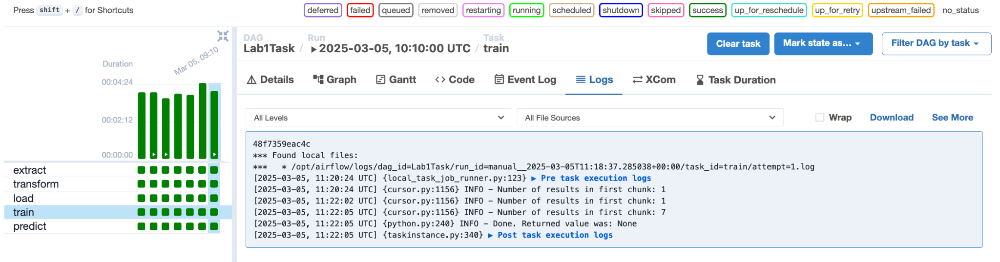 Press shift + / for Shortcuts
deferred failed queued removed restarting running scheduled shutdown skipped success up_for_reschedule up_for_retry upstream_failed no_status
DAG Run Task
Lab1Task / 2025-03-05, 10:10:00 UTC / train
Clear task
Mark state as...
Filter DAG by task
Mar 05, 09:10
Duration
00:04:24
00:02:12
00:00:00
extract
transform
load
train
predict
Details Graph Gantt Code Event Log Logs XCom Task Duration
All Levels All File Sources Wrap Download See More
48f7359eac4c
*** Found local files:
***   * /opt/airflow/logs/dag_id=Lab1Task/run_id=manual__2025-03-05T11:18:37.285038+00:00/task_id=train/attempt=1.log
[2025-03-05, 11:20:24 UTC] {local_task_job_runner.py:123} ▶ Pre task execution logs
[2025-03-05, 11:20:24 UTC] {cursor.py:1156} INFO - Number of results in first chunk: 1
[2025-03-05, 11:22:02 UTC] {cursor.py:1156} INFO - Number of results in first chunk: 1
[2025-03-05, 11:22:05 UTC] {cursor.py:1156} INFO - Number of results in first chunk: 7
[2025-03-05, 11:22:05 UTC] {python.py:240} INFO - Done. Returned value was: None
[2025-03-05, 11:22:05 UTC] {taskinstance.py:340} ▶ Post task execution logs